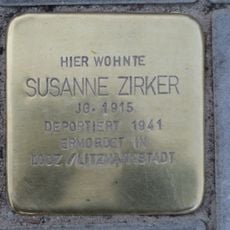 HIER WOHNTE
SUSANNE ZIRKER
JG. 1915
DEPORTIERT 1941
ERMORDET IN
LODZ/LITZMANNSTADT